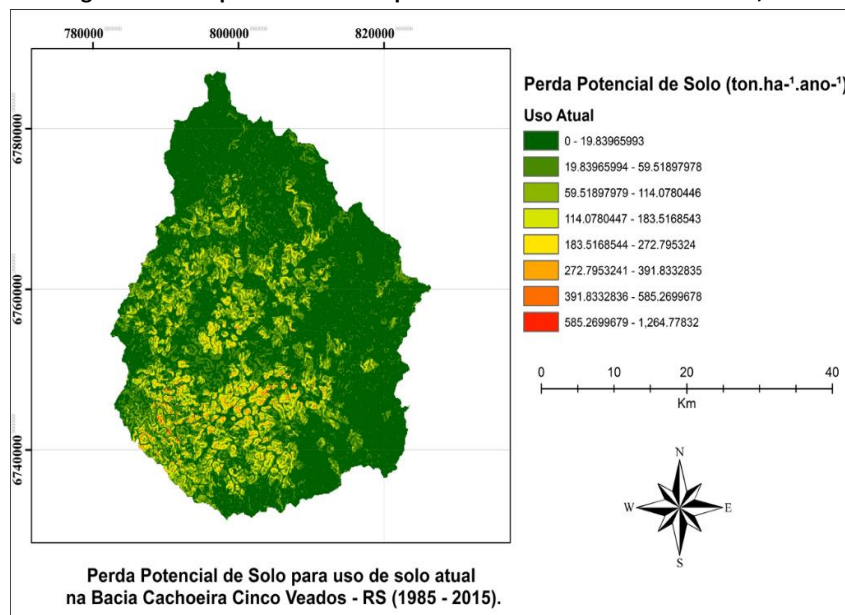 780000 800000 820000
6780000
6760000
6740000
Perda Potencial de Solo (ton.ha-¹.ano-¹)
Uso Atual
0 - 19.83965993
19.83965994 - 59.51897978
59.51897979 - 114.0780446
114.0780447 - 183.5168543
183.5168544 - 272.795324
272.7953241 - 391.8332835
391.8332836 - 585.2699678
585.2699679 - 1,264.77832
0 10 20 40
Km
N
W E
S
Perda Potencial de Solo para uso de solo atual
na Bacia Cachoeira Cinco Veados - RS (1985 - 2015).